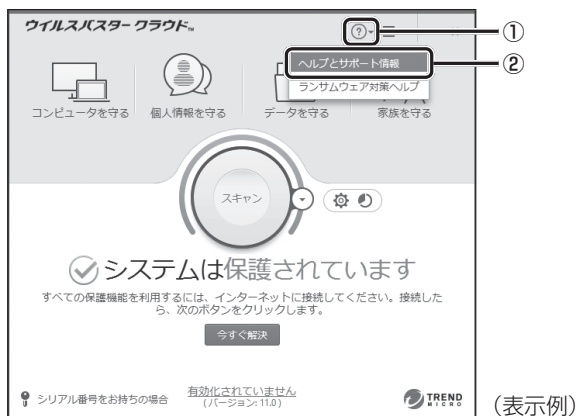 ウイルスバスター クラウド™
①
ヘルプとサポート情報
②
ランサムウェア対策ヘルプ
コンピュータを守る
個人情報を守る
データを守る
家族を守る
スキャン
システムは保護されています
すべての保護機能を利用するには、インターネットに接続してください。接続した
ら、次のボタンをクリックします。
今すぐ解決
シリアル番号をお持ちの場合
有効化されていません
(バージョン: 11.0)
TREND
MICRO
(表示例)